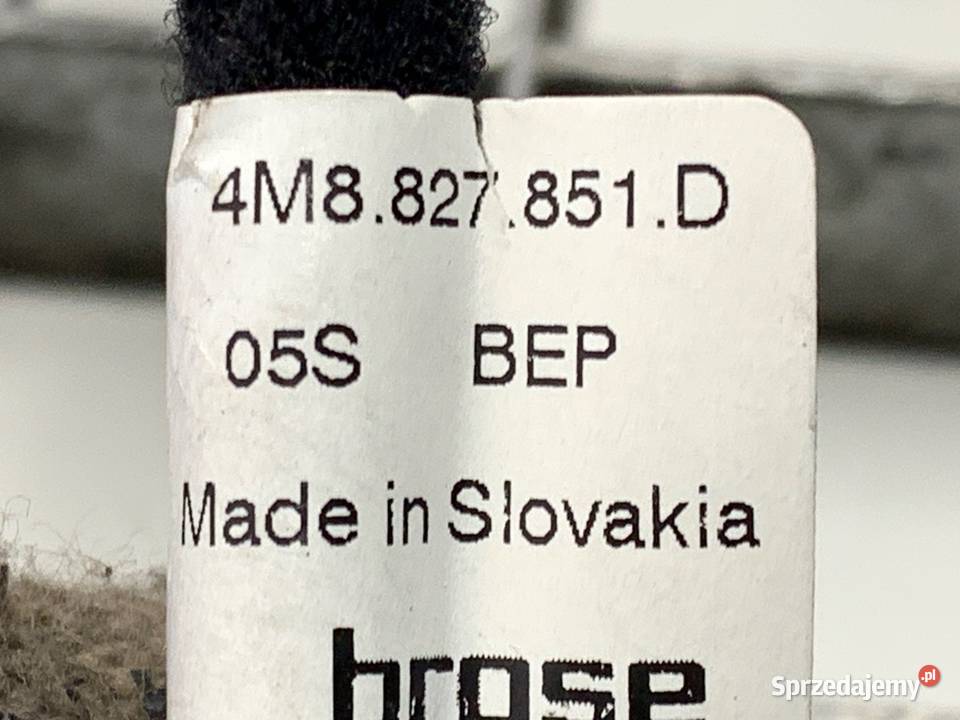 4M8.827.851.D
05S BEP
Made in Slovakia
brose
Sprzedajemy.pl